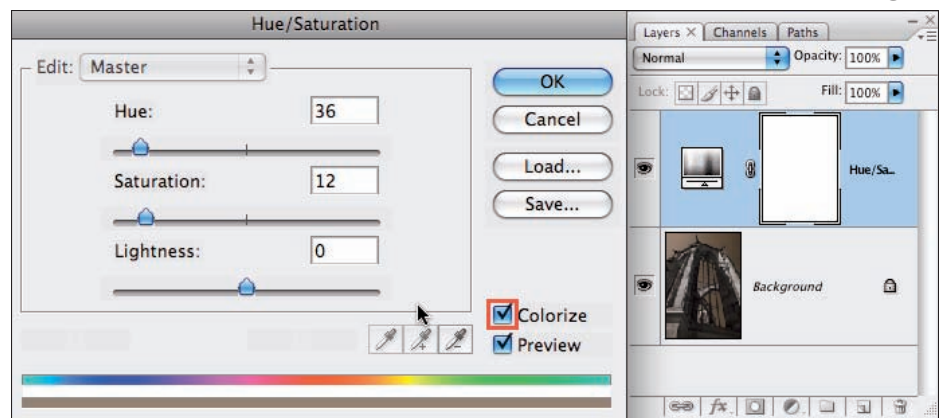 Hue/Saturation
Edit: Master
Hue: 36
Saturation: 12
Lightness: 0
OK
Cancel
Load...
Save...
Colorize
Preview
Layers × Channels Paths
Normal Opacity: 100%
Lock: Fill: 100%
Hue/Sa...
Background
fx